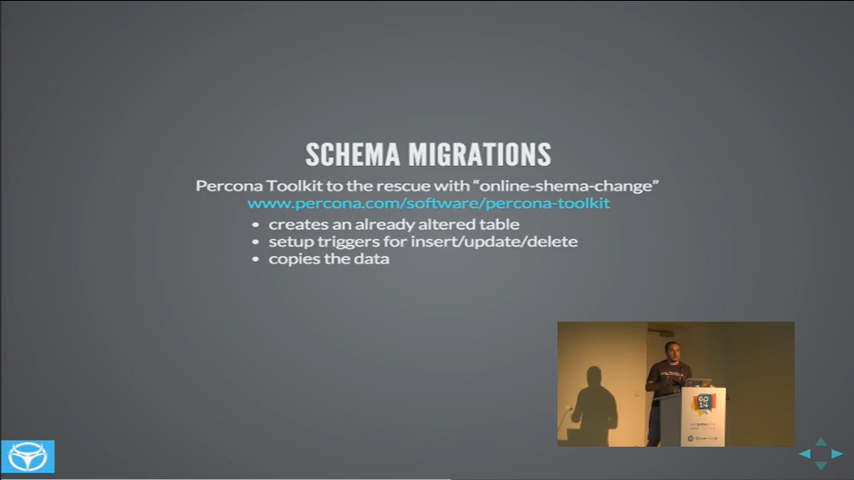 SCHEMA MIGRATIONS
Percona Toolkit to the rescue with “online-shema-change”
www.percona.com/software/percona-toolkit
• creates an already altered table
• setup triggers for insert/update/delete
• copies the data